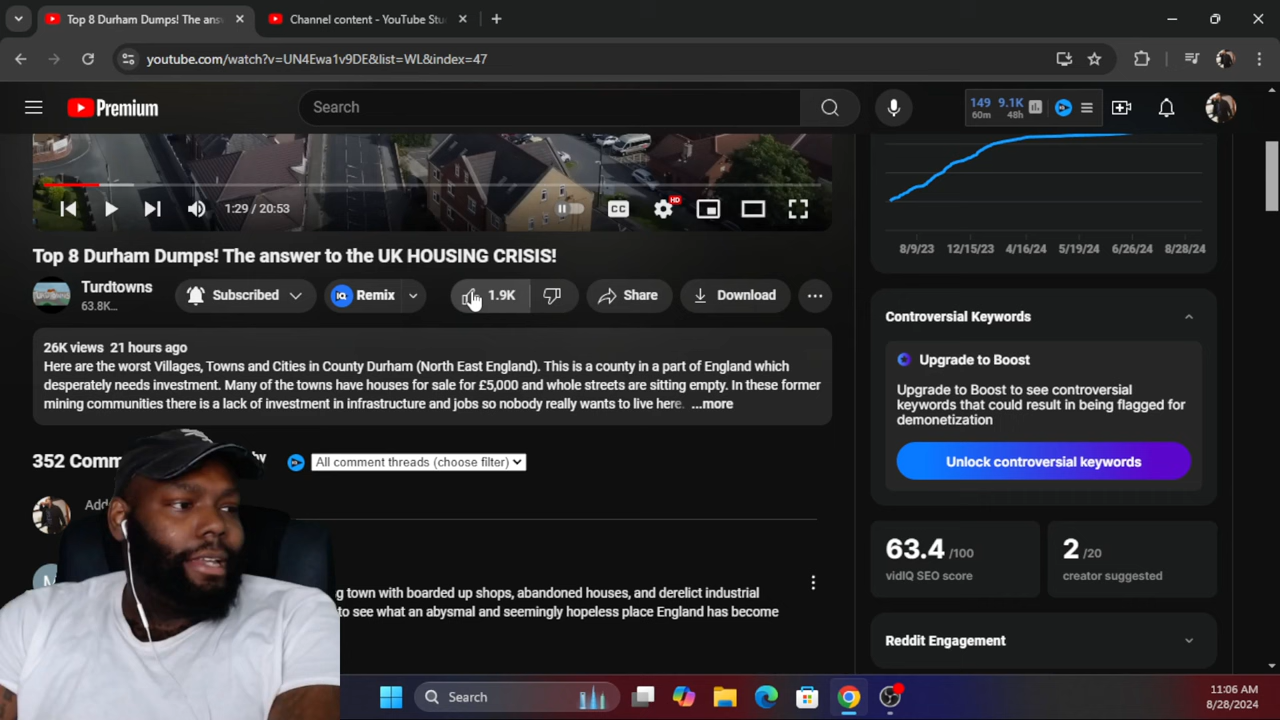 Top 8 Durham Dumps! The ans
Channel content - YouTube Stu
youtube.com/watch?v=UN4Ewa1v9DE&list=WL&index=47
Premium
Search
149 9.1K
60m 48h
1:29 / 20:53
CC
HD
8/9/23 12/15/23 4/16/24 5/19/24 6/26/24 8/28/24
Top 8 Durham Dumps! The answer to the UK HOUSING CRISIS!
Turdtowns
63.8K...
Subscribed
IQ Remix
1.9K
Share
Download
26K views 21 hours ago
Here are the worst Villages, Towns and Cities in County Durham (North East England). This is a county in a part of England which
desperately needs investment. Many of the towns have houses for sale for £5,000 and whole streets are sitting empty. In these former
mining communities there is a lack of investment in infrastructure and jobs so nobody really wants to live here. ...more
352 Comm by
All comment threads (choose filter)
Add
M
g town with boarded up shops, abandoned houses, and derelict industrial
to see what an abysmal and seemingly hopeless place England has become
Controversial Keywords
Upgrade to Boost
Upgrade to Boost to see controversial
keywords that could result in being flagged for
demonetization
Unlock controversial keywords
63.4 /100
vidIQ SEO score
2 /20
creator suggested
Reddit Engagement
Search
11:06 AM
8/28/2024